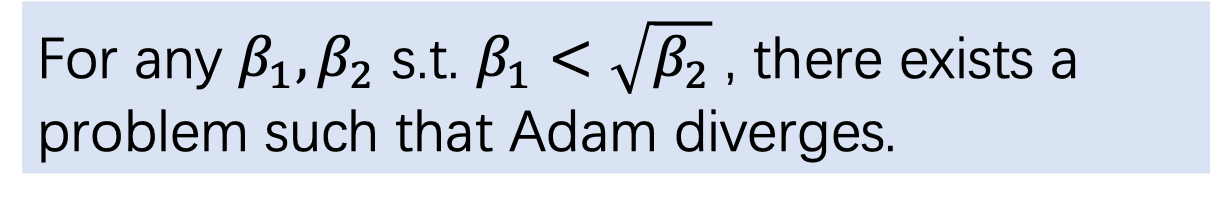 For any β₁, β₂ s.t. β₁ < √β₂ , there exists a
problem such that Adam diverges.